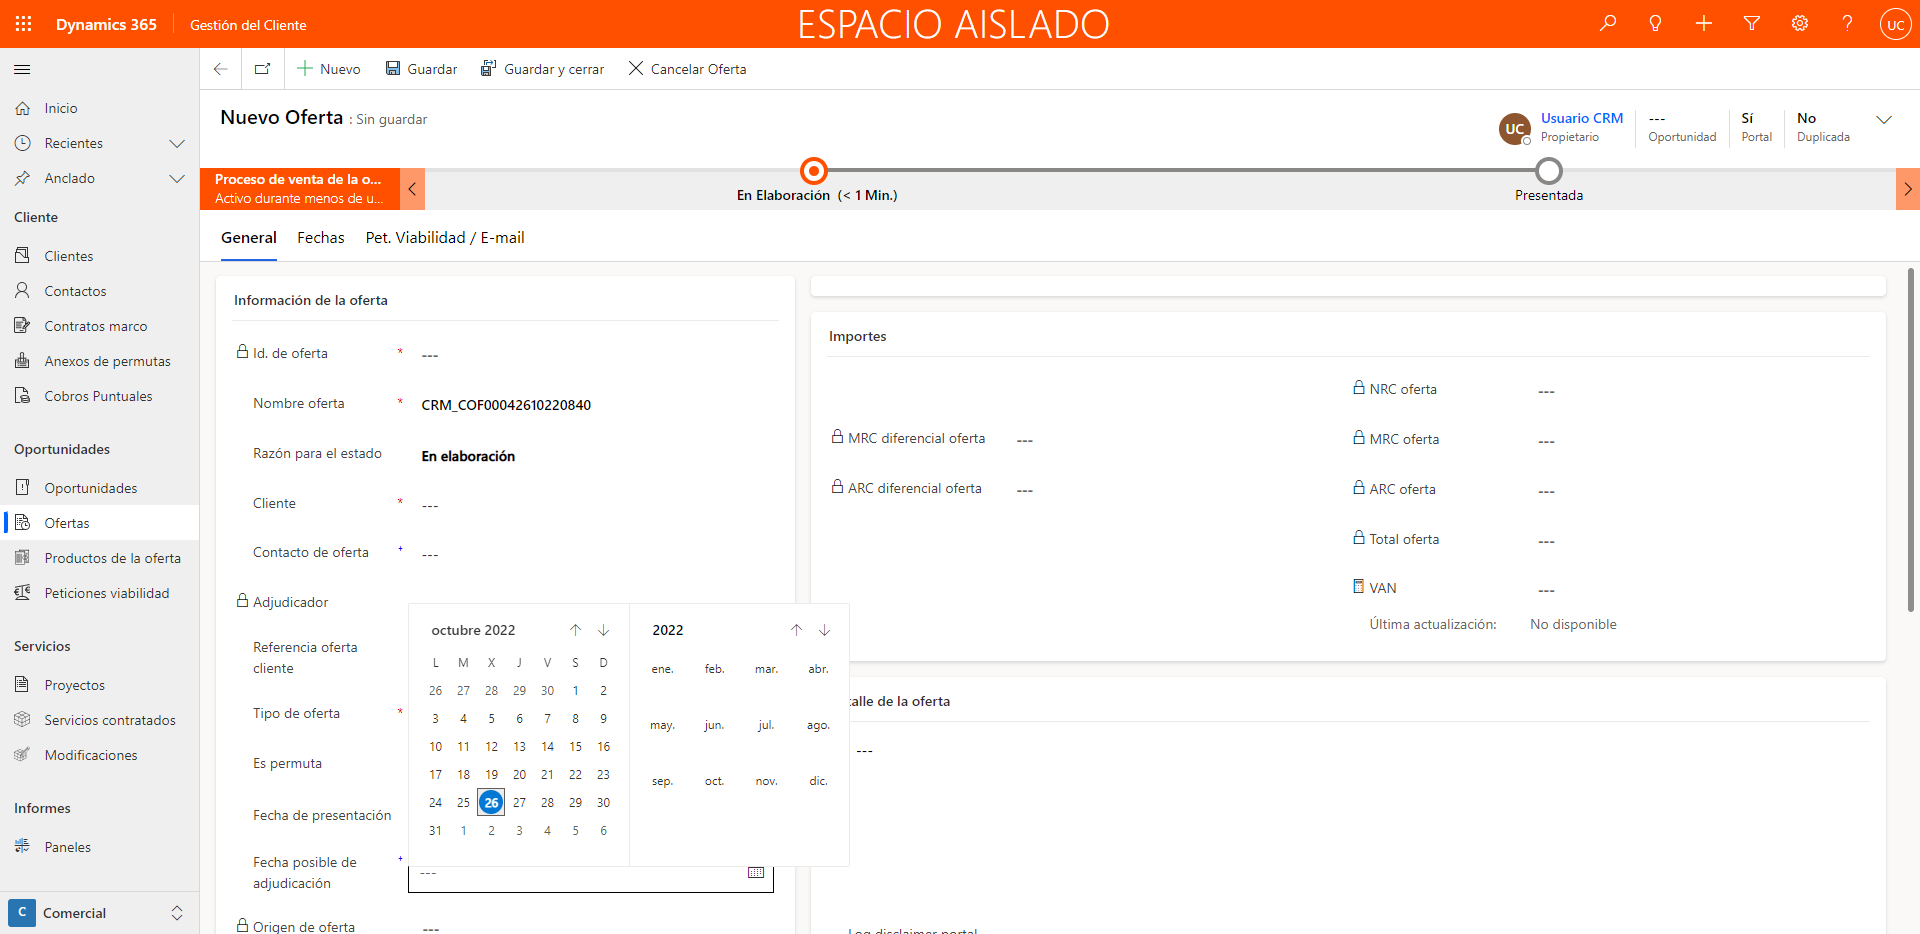 Dynamics 365
Gestión del Cliente
ESPACIO AISLADO
UC
Nuevo
Guardar
Guardar y cerrar
Cancelar Oferta
Inicio
Recientes
Anclado
Cliente
Clientes
Contactos
Contratos marco
Anexos de permutas
Cobros Puntuales
Oportunidades
Oportunidades
Ofertas
Productos de la oferta
Peticiones viabilidad
Servicios
Proyectos
Servicios contratados
Modificaciones
Informes
Paneles
C
Comercial
Nuevo Oferta : Sin guardar
UC
Usuario CRM
Propietario
---
Oportunidad
Sí
Portal
No
Duplicada
Proceso de venta de la o...
Activo durante menos de u...
En Elaboración (< 1 Min.)
Presentada
General
Fechas
Pet. Viabilidad / E-mail
Información de la oferta
Id. de oferta * ---
Nombre oferta * CRM_COF00042610220840
Razón para el estado En elaboración
Cliente * ---
Contacto de oferta + ---
Adjudicador
Referencia oferta
cliente
Tipo de oferta *
Es permuta
Fecha de presentación
Fecha posible de
adjudicación + ---
Origen de oferta ---
octubre 2022
L M X J V S D
26 27 28 29 30 1 2
3 4 5 6 7 8 9
10 11 12 13 14 15 16
17 18 19 20 21 22 23
24 25 26 27 28 29 30
31 1 2 3 4 5 6
2022
ene. feb. mar. abr.
may. jun. jul. ago.
sep. oct. nov. dic.
Importes
MRC diferencial oferta ---
ARC diferencial oferta ---
NRC oferta ---
MRC oferta ---
ARC oferta ---
Total oferta ---
VAN ---
Última actualización: No disponible
alle de la oferta
---
Log disclaimer portal